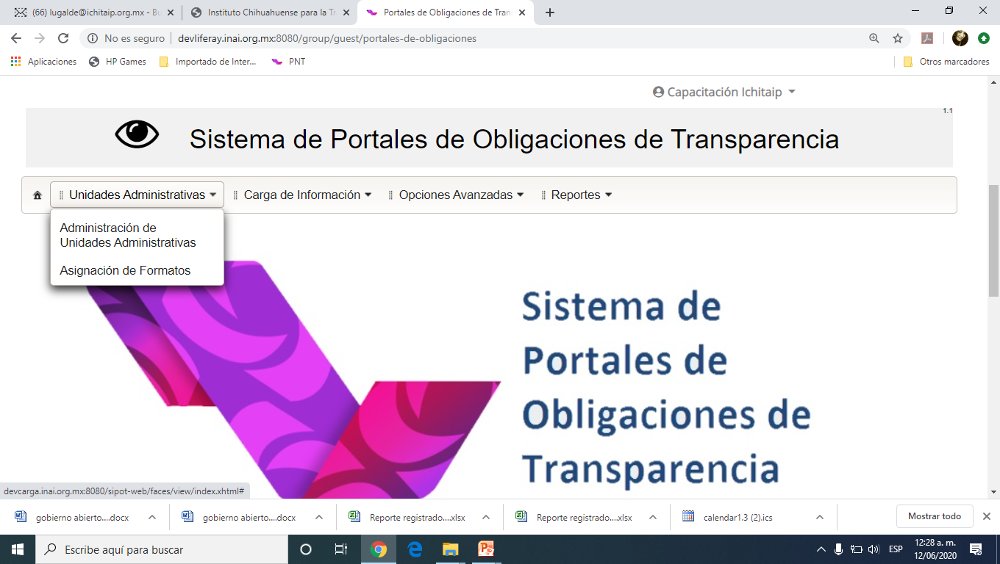 (66) lugalde@ichitaip.org.mx - Bu
Instituto Chihuahuense para la Tr
Portales de Obligaciones de Tran
No es seguro
devliferay.inai.org.mx:8080/group/guest/portales-de-obligaciones
Aplicaciones
HP Games
Importado de Inter...
PNT
Otros marcadores
Capacitación Ichitaip
1.1
Sistema de Portales de Obligaciones de Transparencia
Unidades Administrativas
Carga de Información
Opciones Avanzadas
Reportes
Administración de
Unidades Administrativas
Asignación de Formatos
Sistema de
Portales de
Obligaciones de
Transparencia
devcarga.inai.org.mx:8080/sipot-web/faces/view/index.xhtml#
gobierno abierto....docx
gobierno abierto....docx
Reporte registrado....xlsx
Reporte registrado....xlsx
calendar1.3 (2).ics
Mostrar todo
Escribe aquí para buscar
ESP
12:28 a. m.
12/06/2020